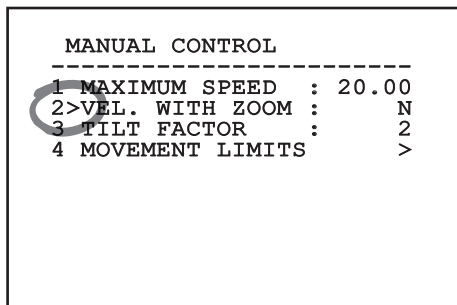 MANUAL CONTROL
-------------------------
1 MAXIMUM SPEED : 20.00
2>VEL. WITH ZOOM : N
3 TILT FACTOR : 2
4 MOVEMENT LIMITS >